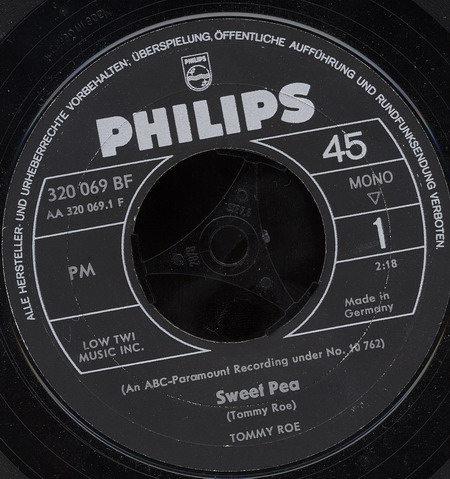 ALLE HERSTELLER- UND URHEBERRECHTE VORBEHALTEN; ÜBERSPIELUNG, ÖFFENTLICHE AUFFÜHRUNG UND RUNDFUNKSENDUNG VERBOTEN.
PHILIPS
PHILIPS
320 069 BF
AA 320 069.1 F
45
MONO
1
2:18
PM
Made in
Germany
LOW TWI
MUSIC INC.
(An ABC-Paramount Recording under No. 10 762)
Sweet Pea
(Tommy Roe)
TOMMY ROE